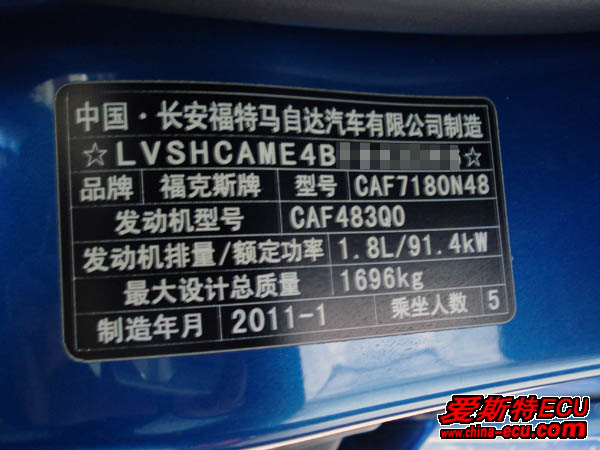 中国·长安福特马自达汽车有限公司制造
☆LVSHCAME4B ☆
品牌 福克斯牌 型号 CAF7180N48
发动机型号 CAF483Q0
发动机排量/额定功率 1.8L/91.4kW
最大设计总质量 1696kg
制造年月 2011-1 乘坐人数 5
爱斯特ECU
www.china-ecu.com